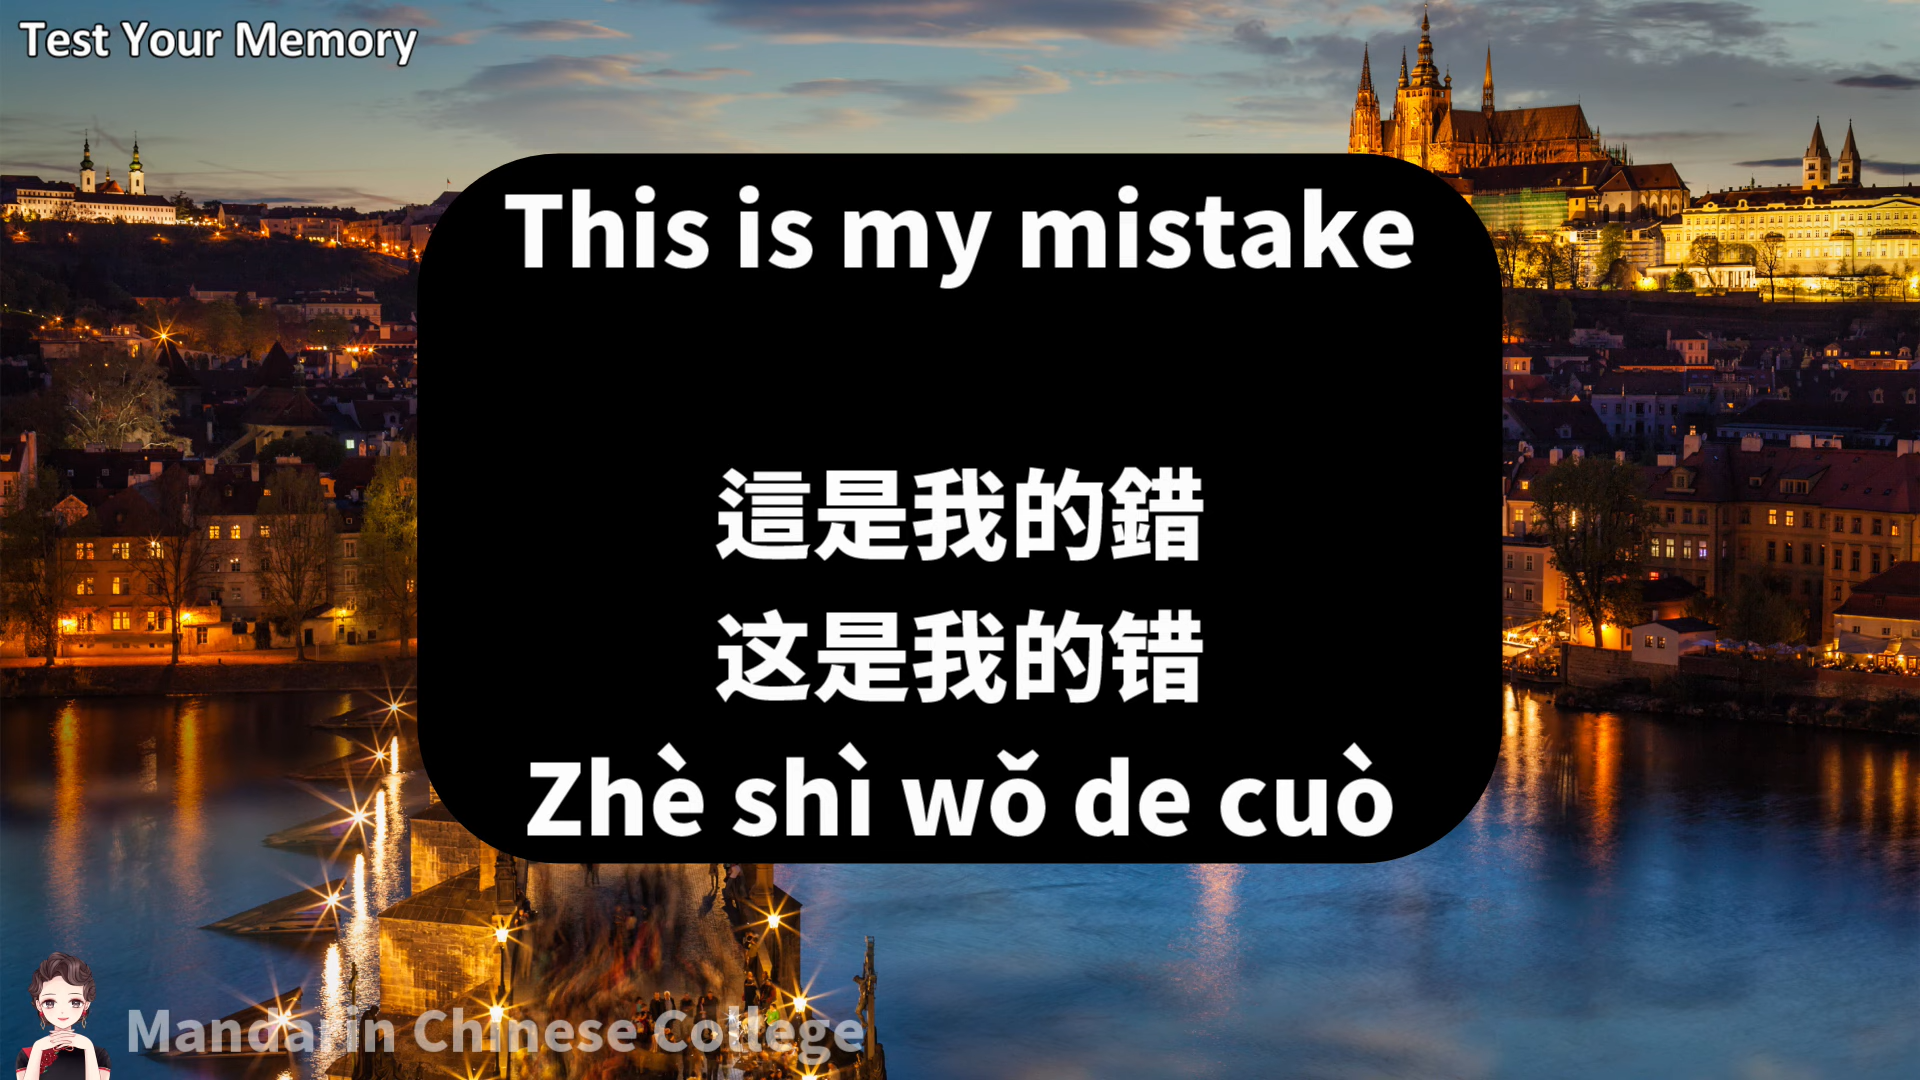 Test Your Memory
This is my mistake
這是我的錯
这是我的错
Zhè shì wǒ de cuò
Mandarin Chinese College